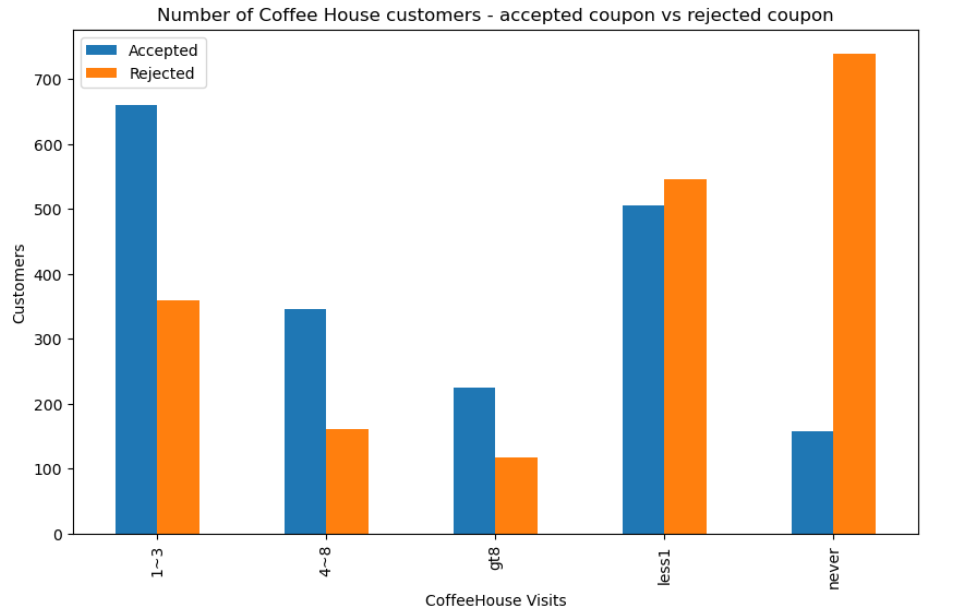 Number of Coffee House customers - accepted coupon vs rejected coupon
Accepted
Rejected
700
600
500
400
300
200
100
0
Customers
1~3
4~8
gt8
less1
never
CoffeeHouse Visits